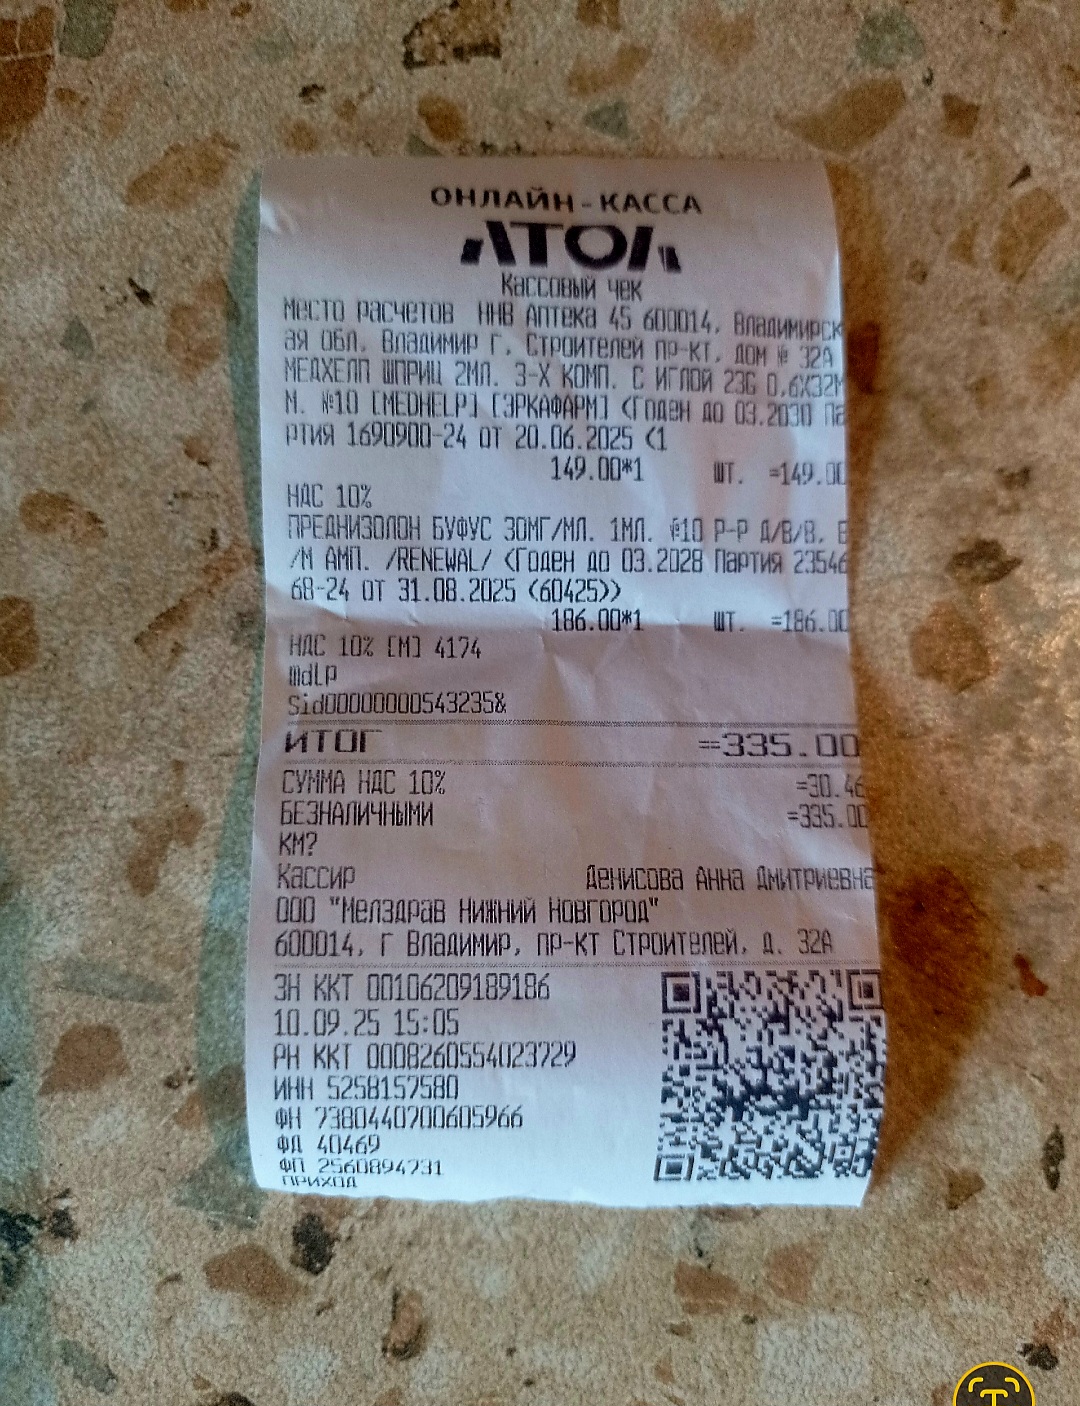 ОНЛАЙН-КАССА
АТОЛ
Кассовый чек
Место расчетов ННВ Аптека 45 600014, Владимирск
ая обл, Владимир г, Строителей пр-кт, дом № 32А
МЕДХЕЛП ШПРИЦ 2МЛ. 3-Х КОМП. С ИГЛОЙ 23G 0,6Х32М
М. №10 [MEDHELP] [ЭРКАФАРМ] (Годен до 03.2030 Па
ртия 1690900-24 от 20.06.2025 (1
149.00*1 ШТ. =149.00
НДС 10%
ПРЕДНИЗОЛОН БУФУС 30МГ/МЛ. 1МЛ. №10 Р-Р Д/В/В, В
/М АМП. /RENEWAL/ (Годен до 03.2028 Партия 23546
68-24 от 31.08.2025 (60425))
186.00*1 ШТ. =186.00
НДС 10% [М] 4174
mdlp
Sid00000000543235&
ИТОГ =335.00
СУММА НДС 10% =30.46
БЕЗНАЛИЧНЫМИ =335.00
КМ?
Кассир Денисова Анна Дмитриевна
ООО "Мелздрав Нижний Новгород"
600014, г Владимир, пр-кт Строителей, д. 32А
ЗН ККТ 00106209189186
10.09.25 15:05
РН ККТ 0008260554023729
ИНН 5258157580
ФН 7380440700605966
ФД 40469
ФП 2560894731
ПРИХОД